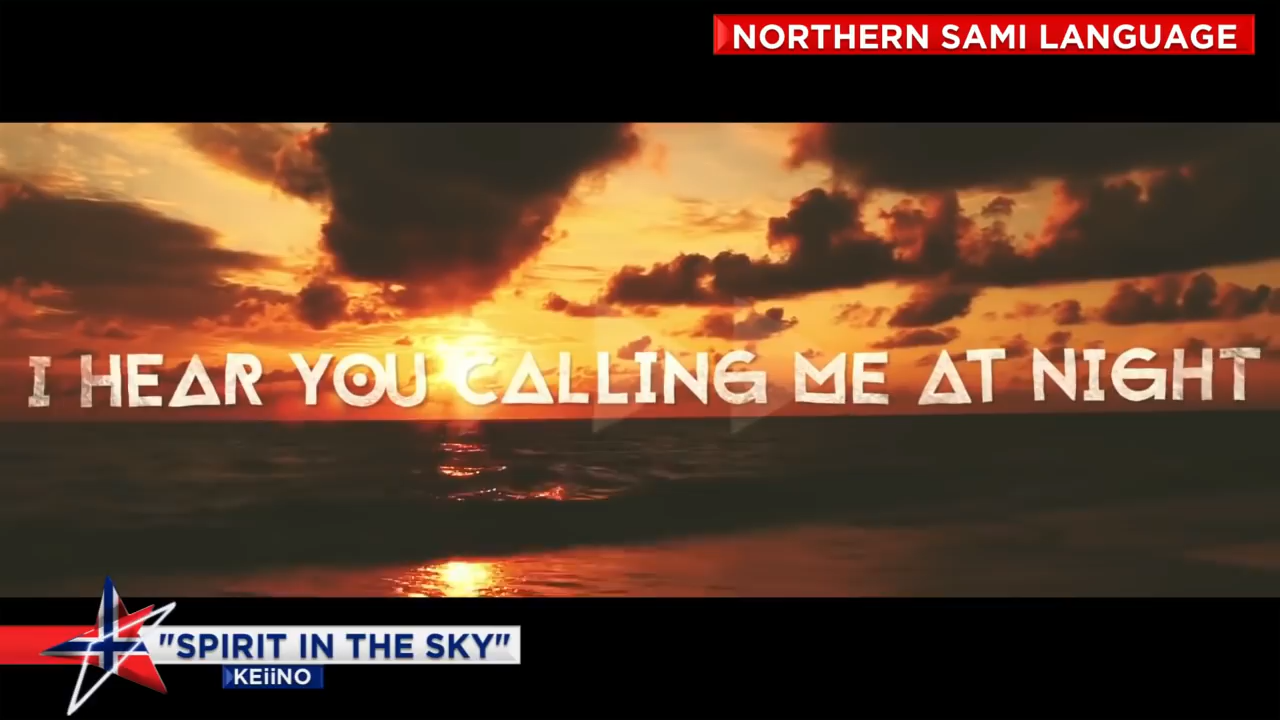 NORTHERN SAMI LANGUAGE
I HEAR YOU CALLING ME AT NIGHT
"SPIRIT IN THE SKY"
KEiiNO